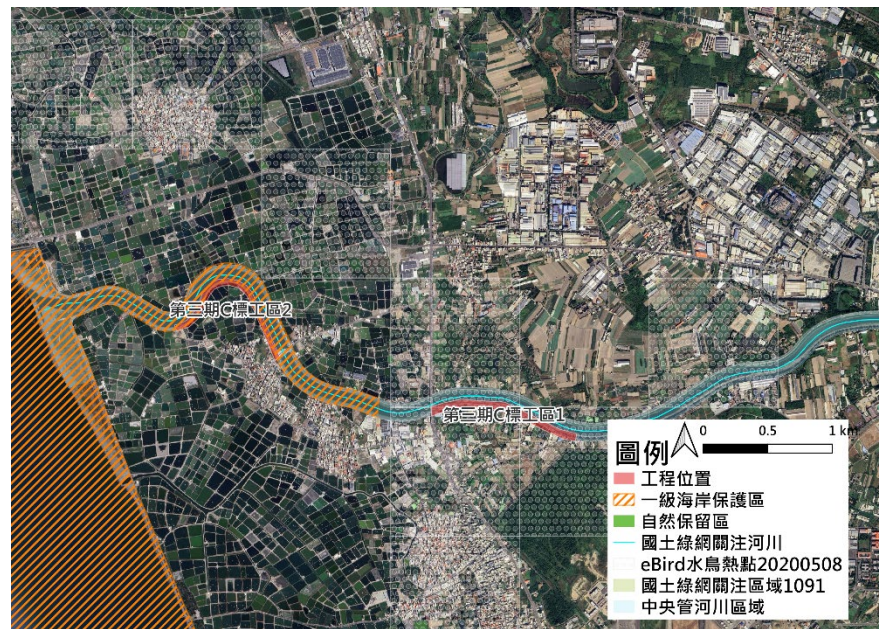 第三期C標工區2
第三期C標工區1
圖例
0 0.5 1 km
工程位置
一級海岸保護區
自然保留區
國土綠網關注河川
eBird水鳥熱點20200508
國土綠網關注區域1091
中央管河川區域